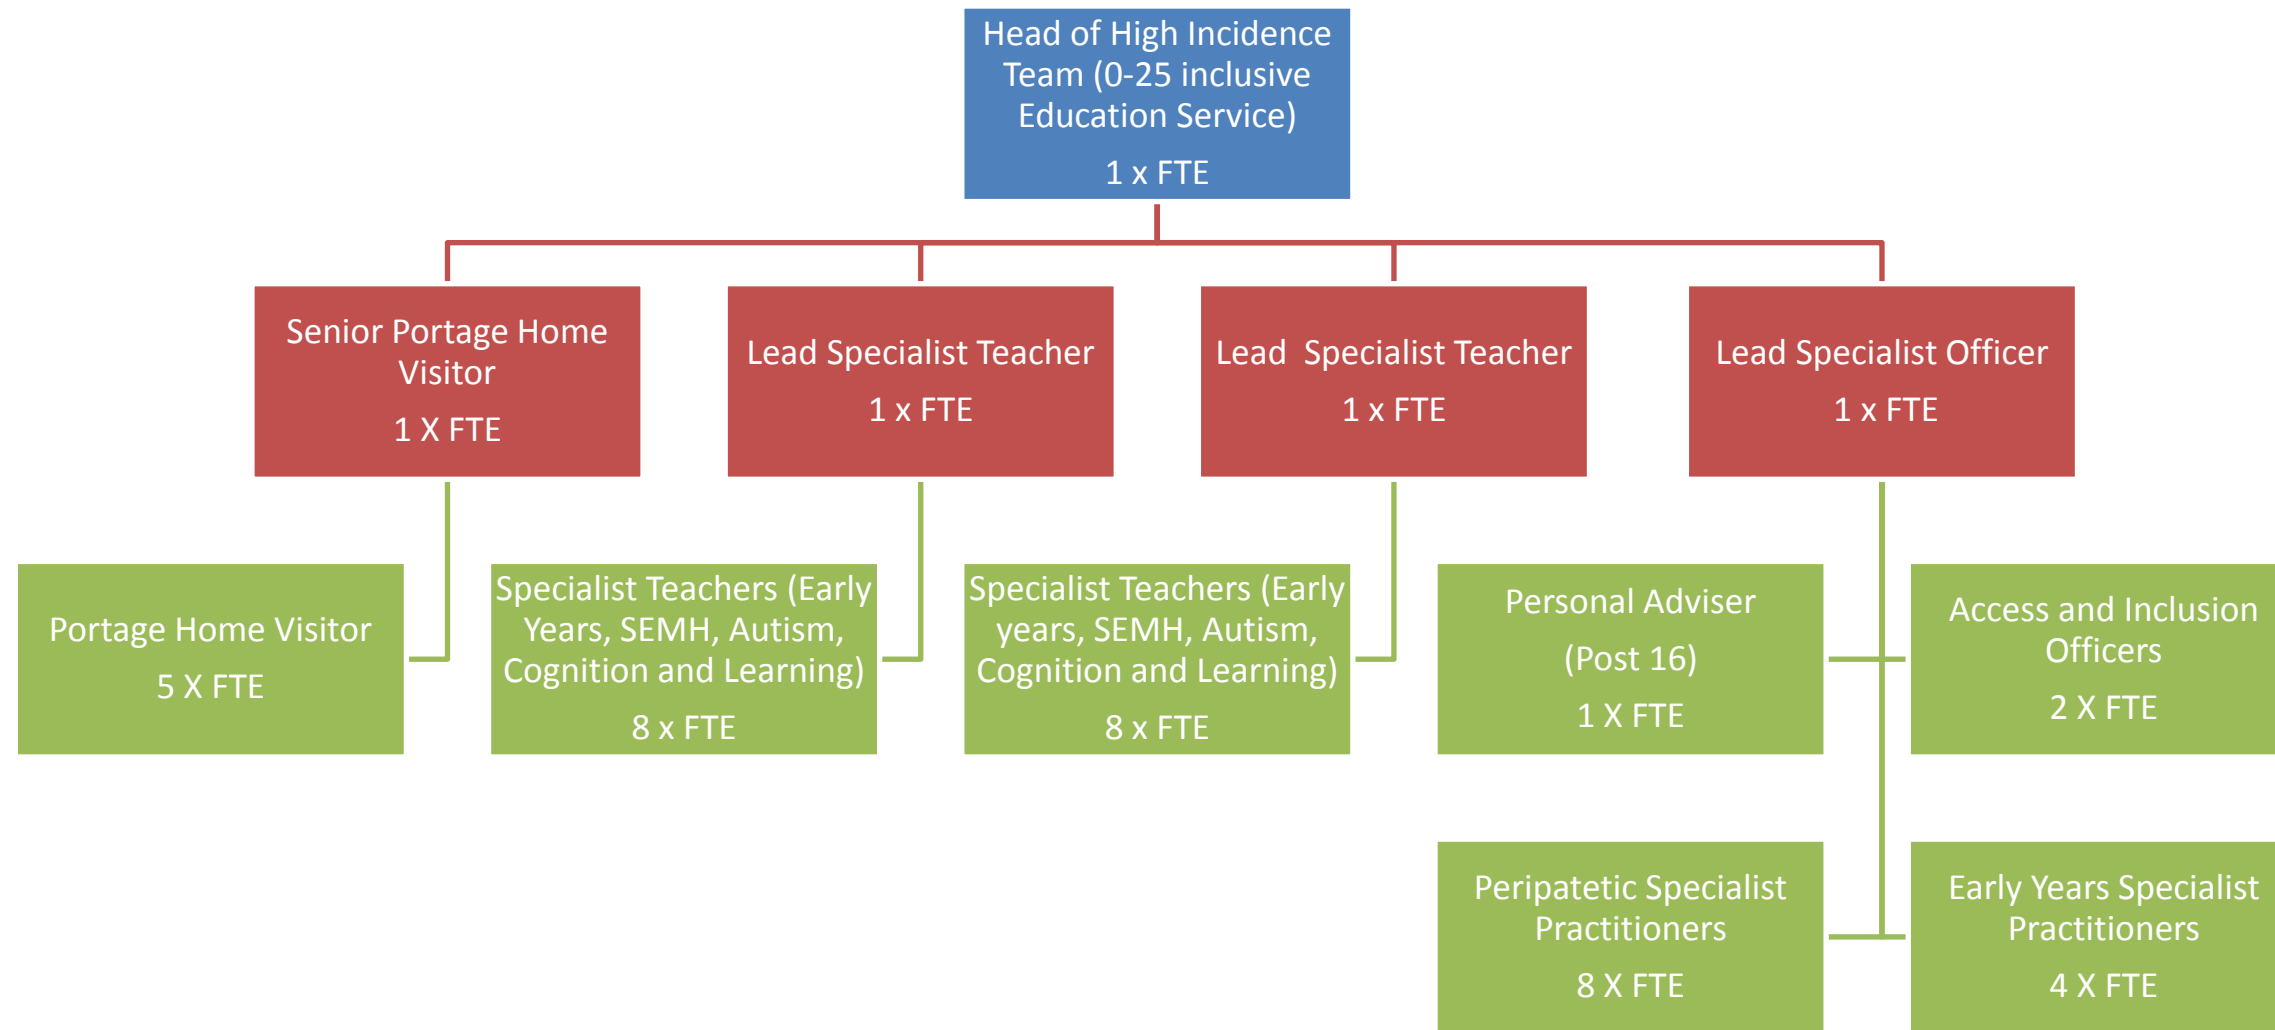 Head of High Incidence
Team (0-25 inclusive
Education Service)
1 x FTE
Senior Portage Home
Visitor
1 X FTE
Lead Specialist Teacher
1 x FTE
Lead  Specialist Teacher
1 x FTE
Lead Specialist Officer
1 x FTE
Portage Home Visitor
5 X FTE
Specialist Teachers (Early
Years, SEMH, Autism,
Cognition and Learning)
8 x FTE
Specialist Teachers (Early
years, SEMH, Autism,
Cognition and Learning)
8 x FTE
Personal Adviser
(Post 16)
1 X FTE
Access and Inclusion
Officers
2 X FTE
Peripatetic Specialist
Practitioners
8 X FTE
Early Years Specialist
Practitioners
4 X FTE